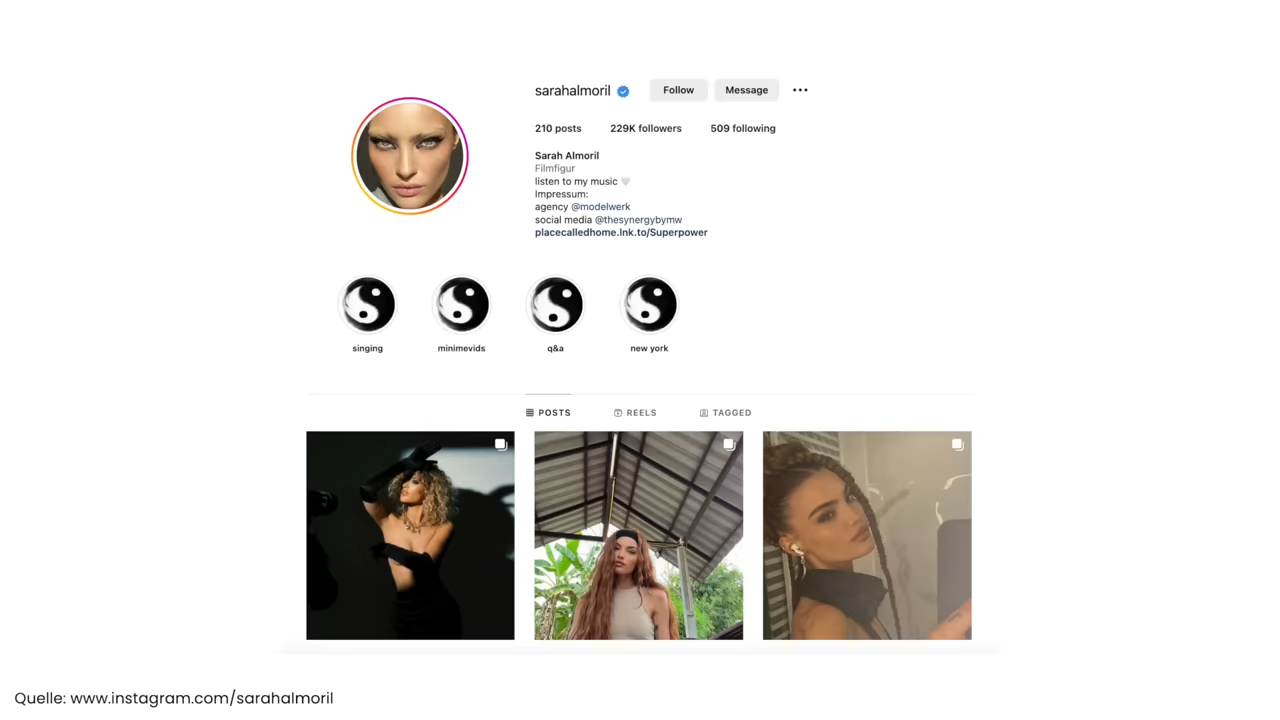 sarahalmoril Follow Message
210 posts 229K followers 509 following
Sarah Almoril
Filmfigur
listen to my music 🤍
Impressum:
agency @modelwerk
social media @thesynergybymw
placecalledhome.lnk.to/Superpower
singing minimevids q&a new york
POSTS REELS TAGGED
Quelle: www.instagram.com/sarahalmoril